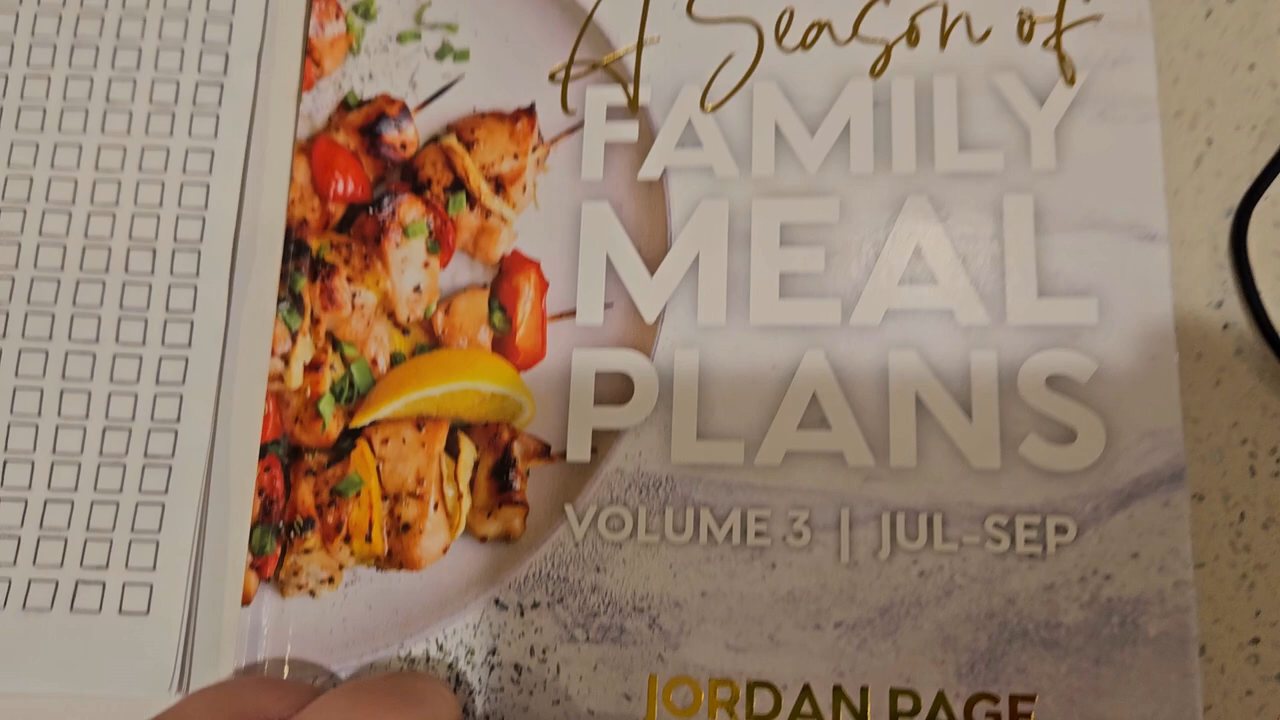 A Season of
FAMILY
MEAL
PLANS
VOLUME 3 | JUL-SEP
JORDAN PAGE